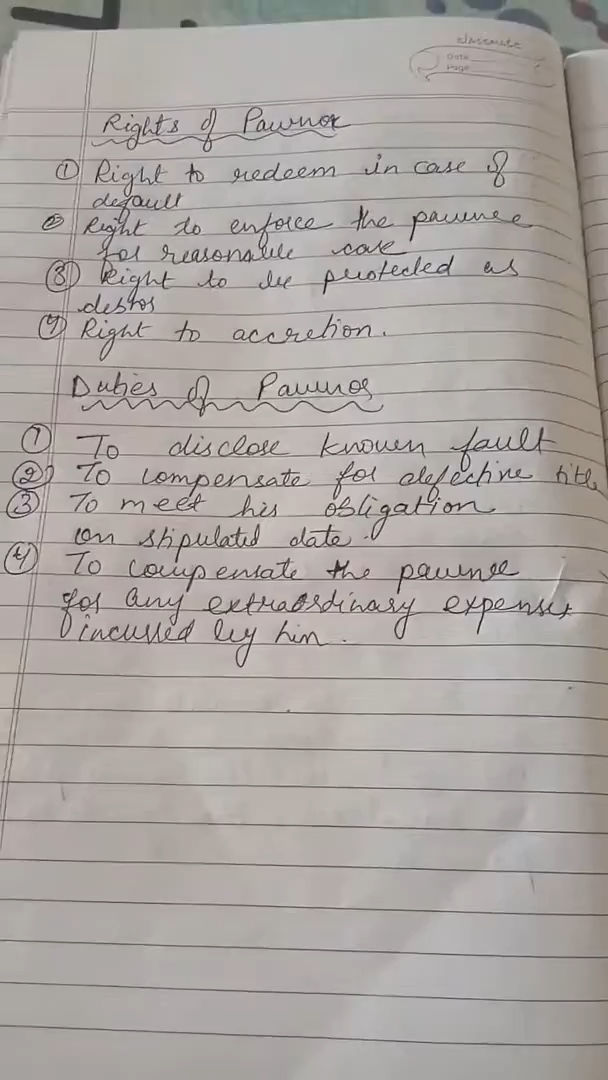 classmate
Date
Page
Rights of Pawnor
① Right to redeem in case of
default
② Right to enforce the pawnee
for reasonable care
③ Right to be protected as
debtor
④ Right to accretion.
Duties of Pawnor
① To disclose known fault
② To compensate for defective title
③ To meet his obligation
on stipulated date.
④ To compensate the pawnee
for any extraordinary expenses
incurred by him.